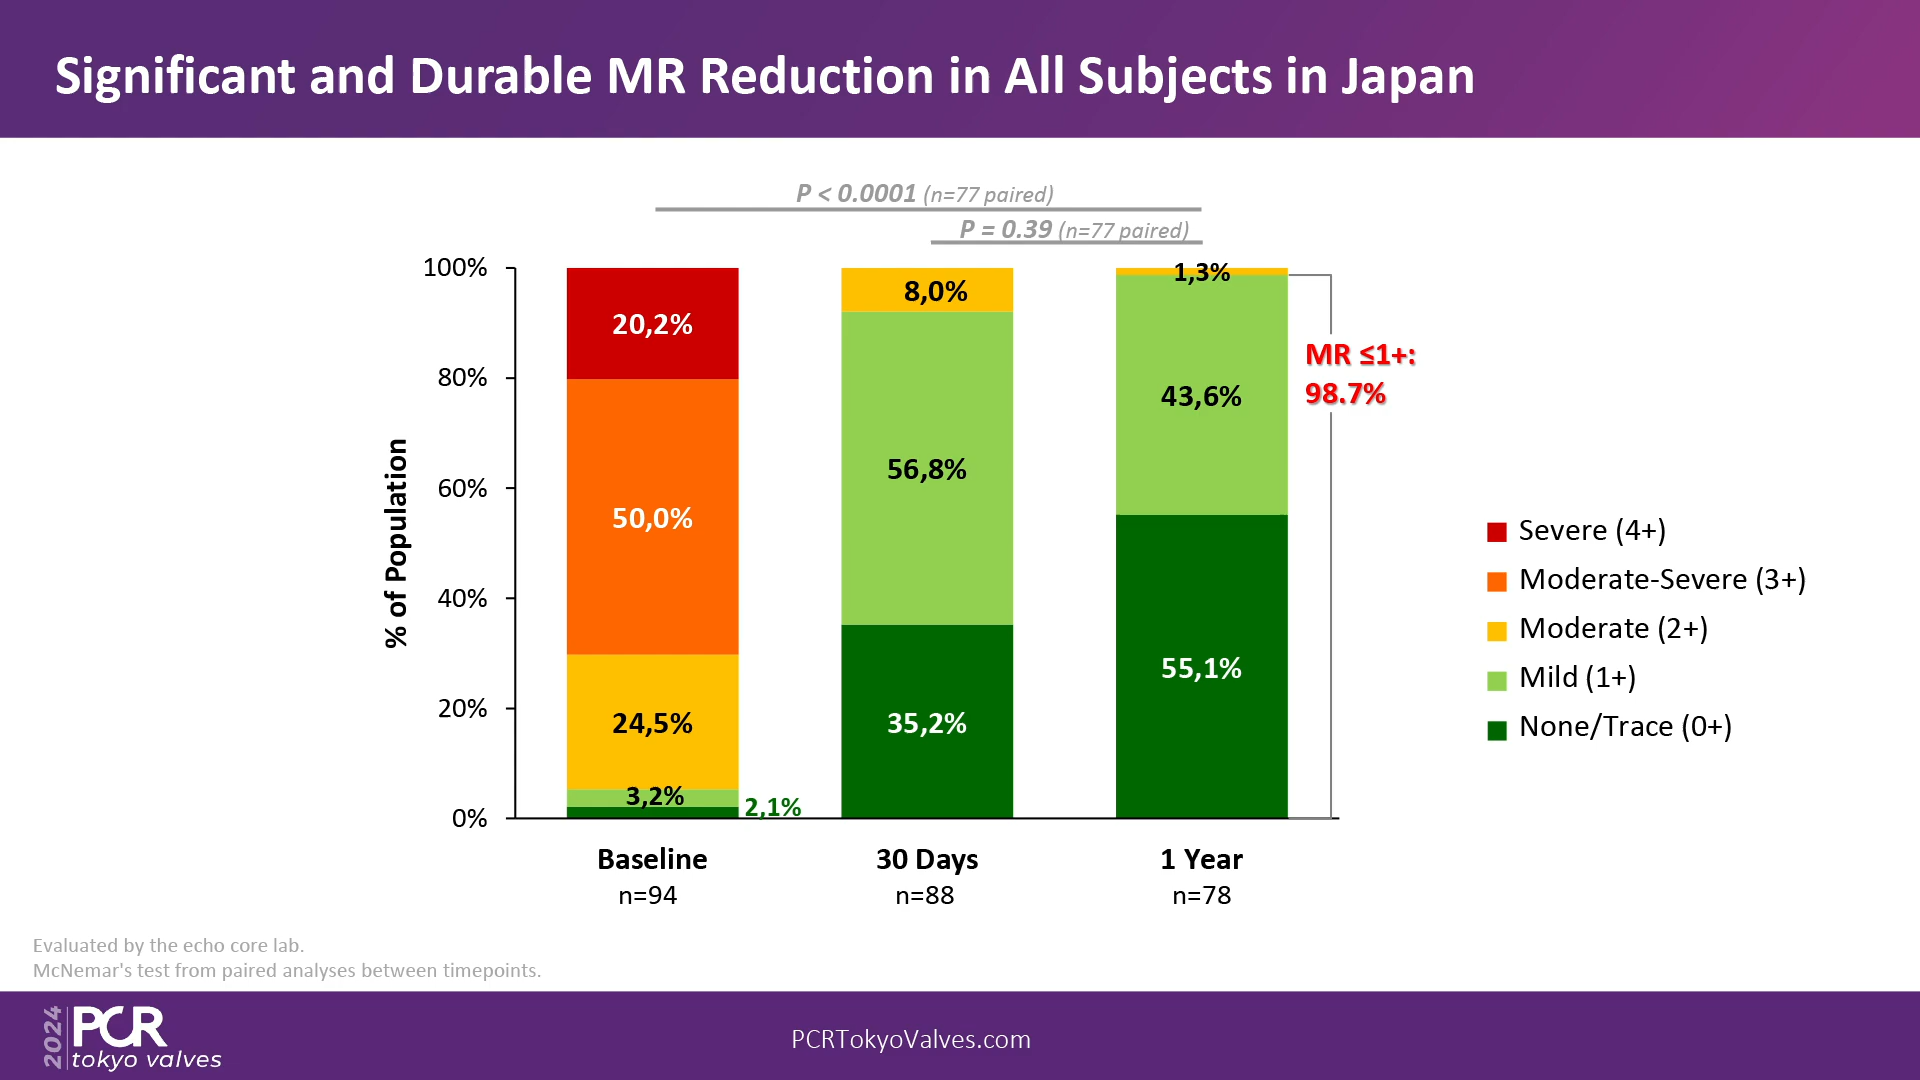 Significant and Durable MR Reduction in All Subjects in Japan
P < 0.0001 (n=77 paired)
P = 0.39 (n=77 paired)
100%
80%
60%
40%
20%
0%
% of Population
20,2%
50,0%
24,5%
3,2%
2,1%
8,0%
56,8%
35,2%
1,3%
43,6%
55,1%
MR ≤1+:
98.7%
Severe (4+)
Moderate-Severe (3+)
Moderate (2+)
Mild (1+)
None/Trace (0+)
Baseline
n=94
30 Days
n=88
1 Year
n=78
Evaluated by the echo core lab.
McNemar's test from paired analyses between timepoints.
2024
PCR
tokyo valves
PCRTokyoValves.com